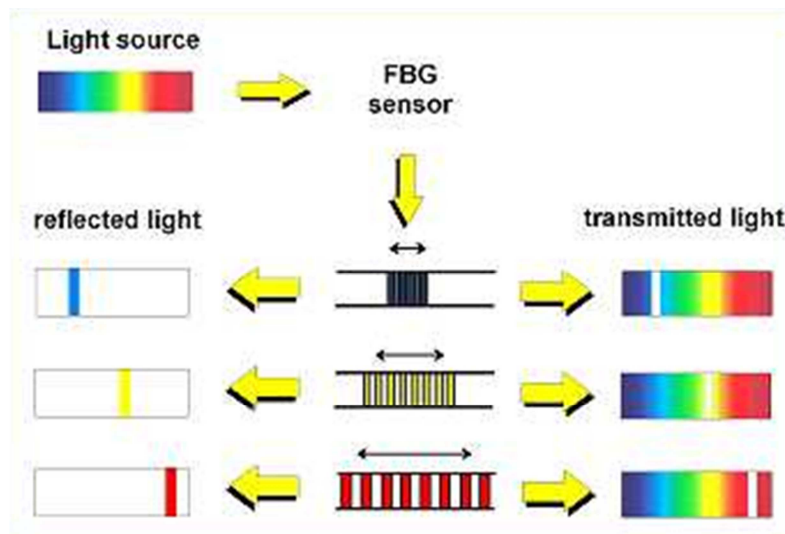 Light source
FBG
sensor
reflected light
transmitted light